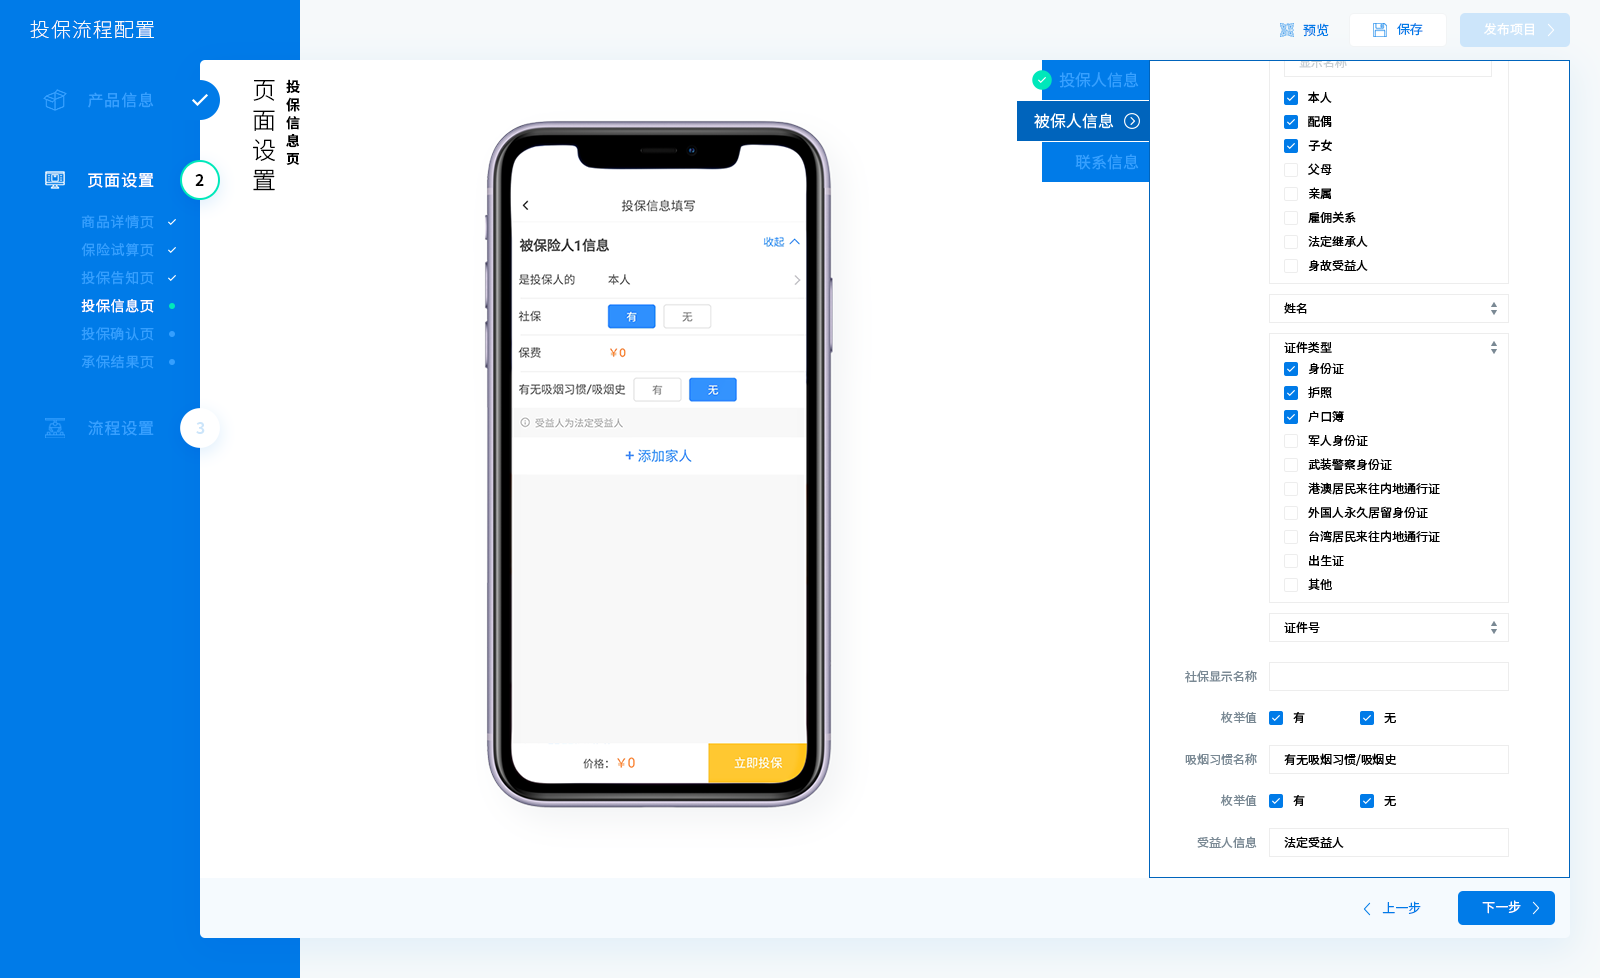 投保流程配置
预览
保存
发布项目
产品信息
页面设置
2
商品详情页
保险试算页
投保告知页
投保信息页
投保确认页
承保结果页
流程设置
3
页面设置
投保信息页
投保信息填写
被保险人1信息
收起
是投保人的
本人
社保
有
无
保费
¥0
有无吸烟习惯/吸烟史
有
无
受益人为法定受益人
+ 添加家人
价格: ¥0
立即投保
投保人信息
被保人信息
联系信息
显示名称
本人
配偶
子女
父母
亲属
雇佣关系
法定继承人
身故受益人
姓名
证件类型
身份证
护照
户口簿
军人身份证
武装警察身份证
港澳居民来往内地通行证
外国人永久居留身份证
台湾居民来往内地通行证
出生证
其他
证件号
社保显示名称
枚举值
有
无
吸烟习惯名称
有无吸烟习惯/吸烟史
枚举值
有
无
受益人信息
法定受益人
上一步
下一步